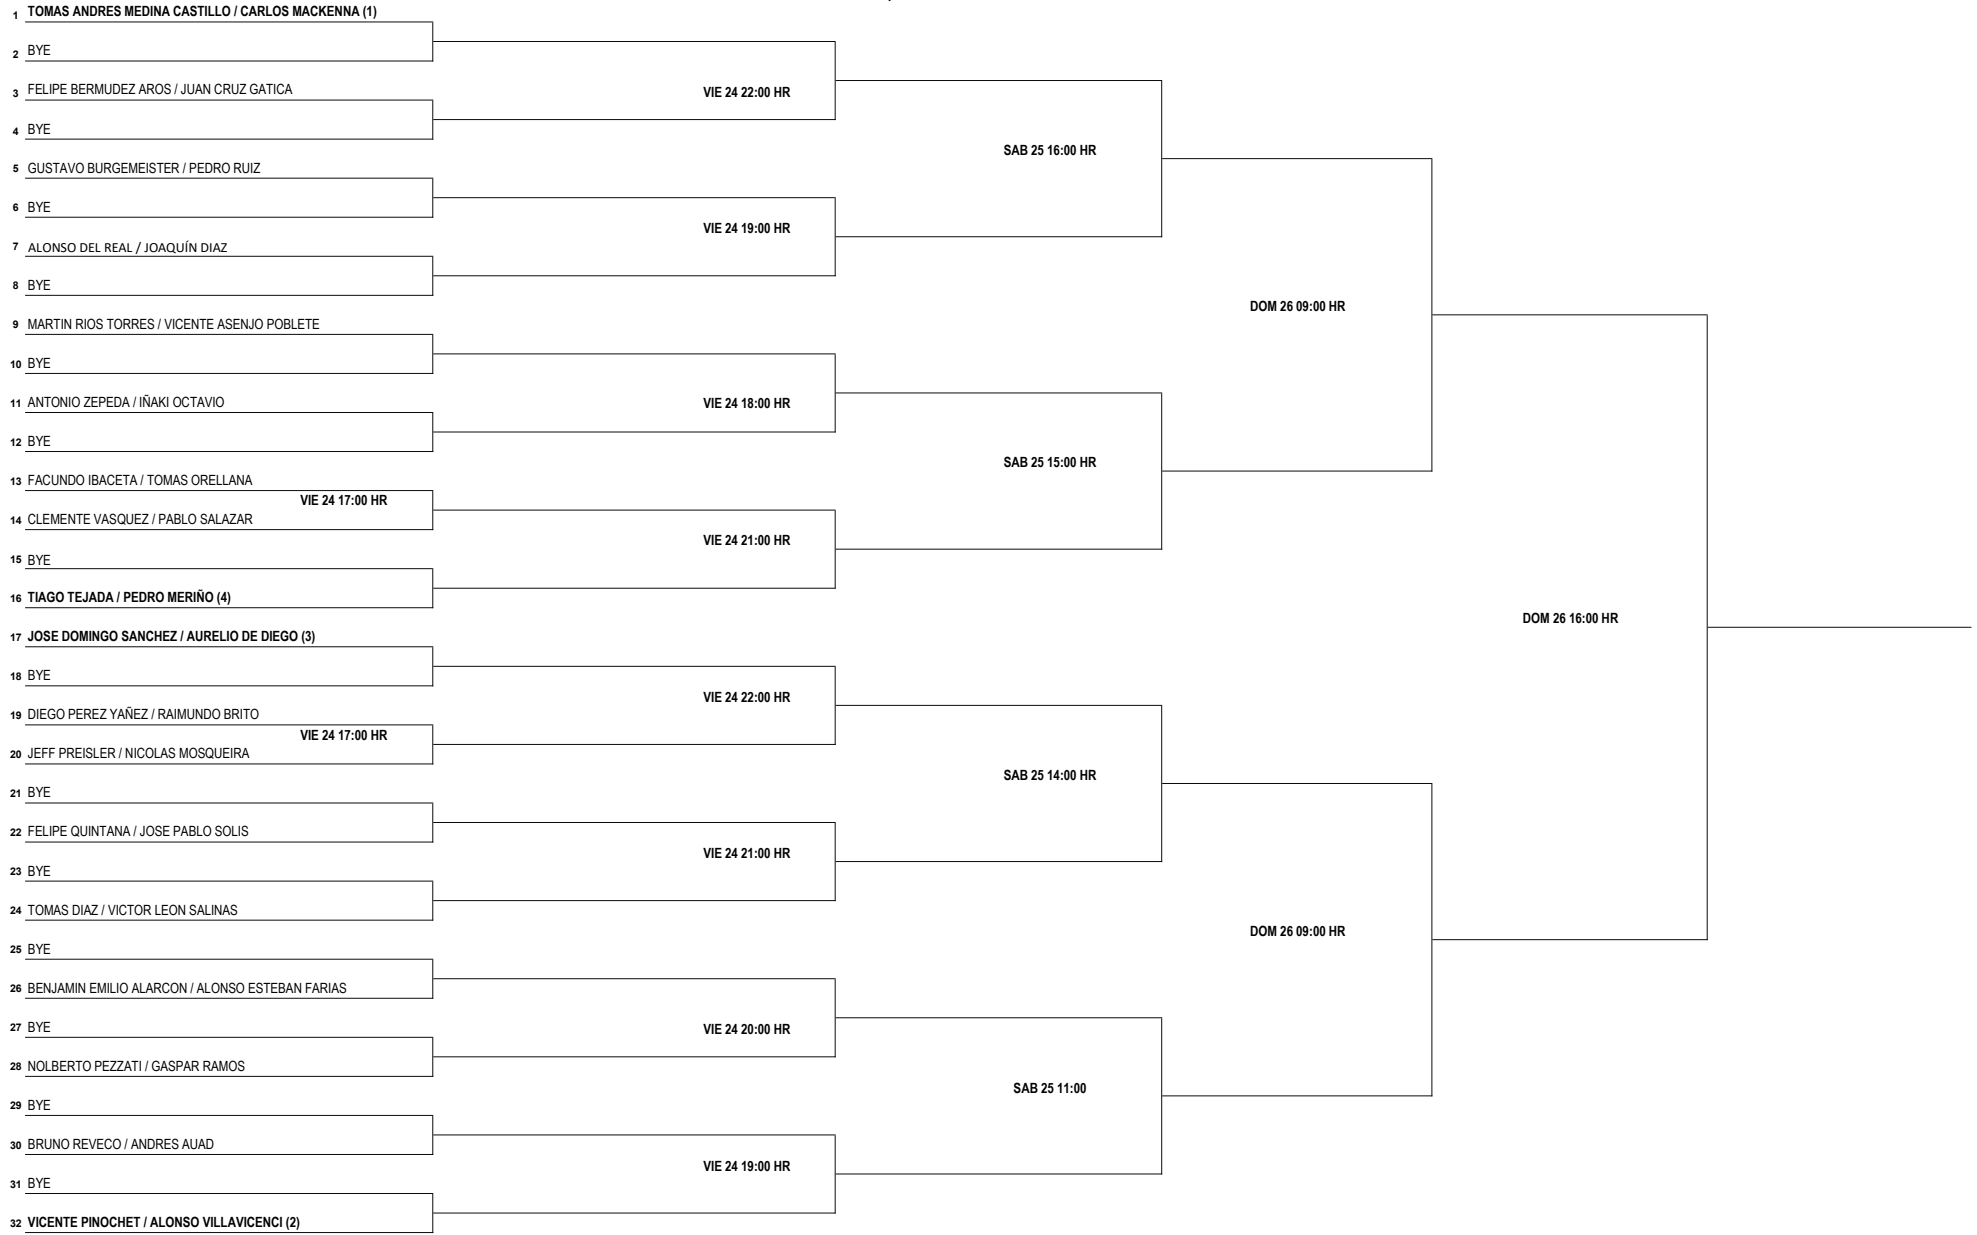 1 TOMAS ANDRES MEDINA CASTILLO / CARLOS MACKENNA (1)
2 BYE
3 FELIPE BERMUDEZ AROS / JUAN CRUZ GATICA
VIE 24 22:00 HR
4 BYE
SAB 25 16:00 HR
5 GUSTAVO BURGEMEISTER / PEDRO RUIZ
6 BYE
VIE 24 19:00 HR
7 ALONSO DEL REAL / JOAQUÍN DIAZ
8 BYE
DOM 26 09:00 HR
9 MARTIN RIOS TORRES / VICENTE ASENJO POBLETE
10 BYE
11 ANTONIO ZEPEDA / IÑAKI OCTAVIO
VIE 24 18:00 HR
12 BYE
SAB 25 15:00 HR
13 FACUNDO IBACETA / TOMAS ORELLANA
VIE 24 17:00 HR
14 CLEMENTE VASQUEZ / PABLO SALAZAR
VIE 24 21:00 HR
15 BYE
16 TIAGO TEJADA / PEDRO MERIÑO (4)
DOM 26 16:00 HR
17 JOSE DOMINGO SANCHEZ / AURELIO DE DIEGO (3)
18 BYE
VIE 24 22:00 HR
19 DIEGO PEREZ YAÑEZ / RAIMUNDO BRITO
VIE 24 17:00 HR
20 JEFF PREISLER / NICOLAS MOSQUEIRA
SAB 25 14:00 HR
21 BYE
22 FELIPE QUINTANA / JOSE PABLO SOLIS
VIE 24 21:00 HR
23 BYE
24 TOMAS DIAZ / VICTOR LEON SALINAS
DOM 26 09:00 HR
25 BYE
26 BENJAMIN EMILIO ALARCON / ALONSO ESTEBAN FARIAS
27 BYE
VIE 24 20:00 HR
28 NOLBERTO PEZZATI / GASPAR RAMOS
SAB 25 11:00
29 BYE
30 BRUNO REVECO / ANDRES AUAD
VIE 24 19:00 HR
31 BYE
32 VICENTE PINOCHET / ALONSO VILLAVICENCI (2)